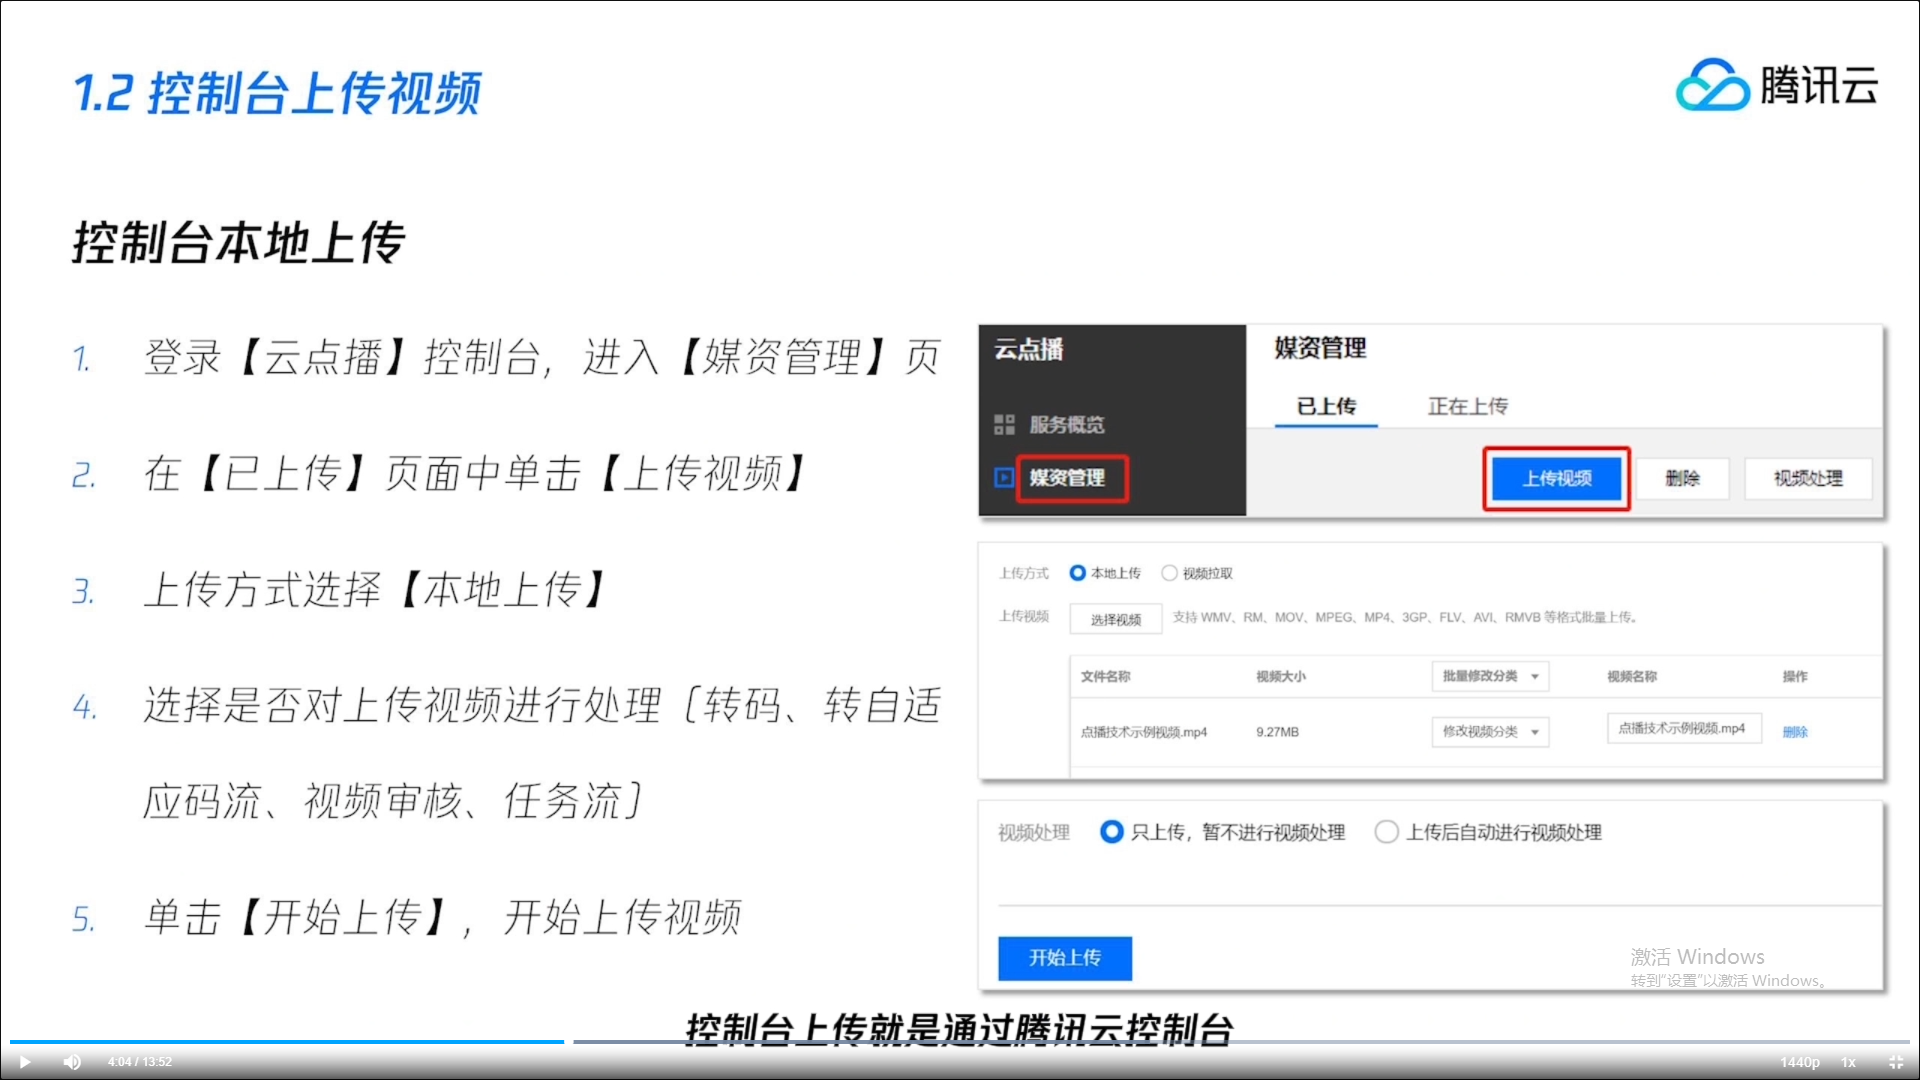 1.2 控制台上传视频
腾讯云
控制台本地上传
1. 登录【云点播】控制台，进入【媒资管理】页
2. 在【已上传】页面中单击【上传视频】
3. 上传方式选择【本地上传】
4. 选择是否对上传视频进行处理〔转码、转自适
应码流、视频审核、任务流〕
5. 单击【开始上传】，开始上传视频
云点播
服务概览
媒资管理
媒资管理
已上传 正在上传
上传视频 删除 视频处理
上传方式 本地上传 视频拉取
上传视频 选择视频 支持 WMV、RM、MOV、MPEG、MP4、3GP、FLV、AVI、RMVB 等格式批量上传。
文件名称 视频大小 批量修改分类 视频名称 操作
点播技术示例视频.mp4 9.27MB 修改视频分类 点播技术示例视频.mp4 删除
视频处理 只上传，暂不进行视频处理 上传后自动进行视频处理
开始上传
激活 Windows
转到“设置”以激活 Windows。
控制台上传就是通过腾讯云控制台
4:04 / 13:52 1440p 1x